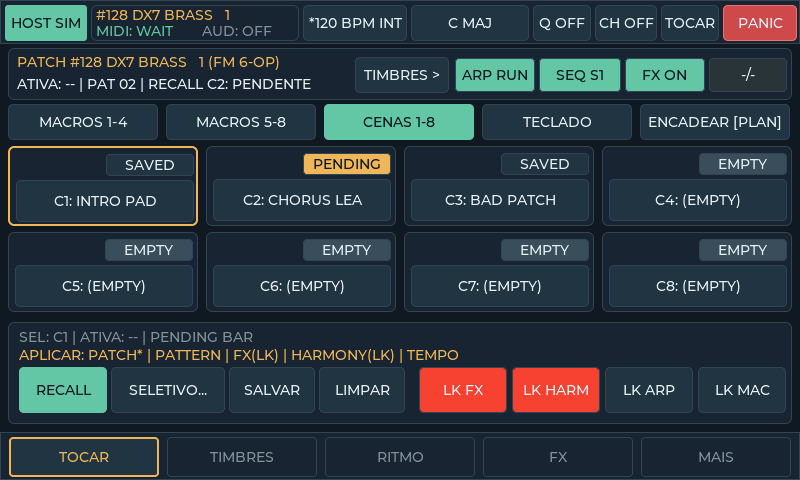 HOST SIM
#128 DX7 BRASS   1
MIDI: WAIT   AUD: OFF
*120 BPM INT
C MAJ
Q OFF
CH OFF
TOCAR
PANIC
PATCH #128 DX7 BRASS   1 (FM 6-OP)
ATIVA: -- | PAT 02 | RECALL C2: PENDENTE
TIMBRES >
ARP RUN
SEQ S1
FX ON
-/-
MACROS 1-4
MACROS 5-8
CENAS 1-8
TECLADO
ENCADEAR [PLAN]
SAVED
C1: INTRO PAD
PENDING
C2: CHORUS LEA
SAVED
C3: BAD PATCH
EMPTY
C4: (EMPTY)
EMPTY
C5: (EMPTY)
EMPTY
C6: (EMPTY)
EMPTY
C7: (EMPTY)
EMPTY
C8: (EMPTY)
SEL: C1 | ATIVA: -- | PENDING BAR
APLICAR: PATCH* | PATTERN | FX(LK) | HARMONY(LK) | TEMPO
RECALL
SELETIVO...
SALVAR
LIMPAR
LK FX
LK HARM
LK ARP
LK MAC
TOCAR
TIMBRES
RITMO
FX
MAIS